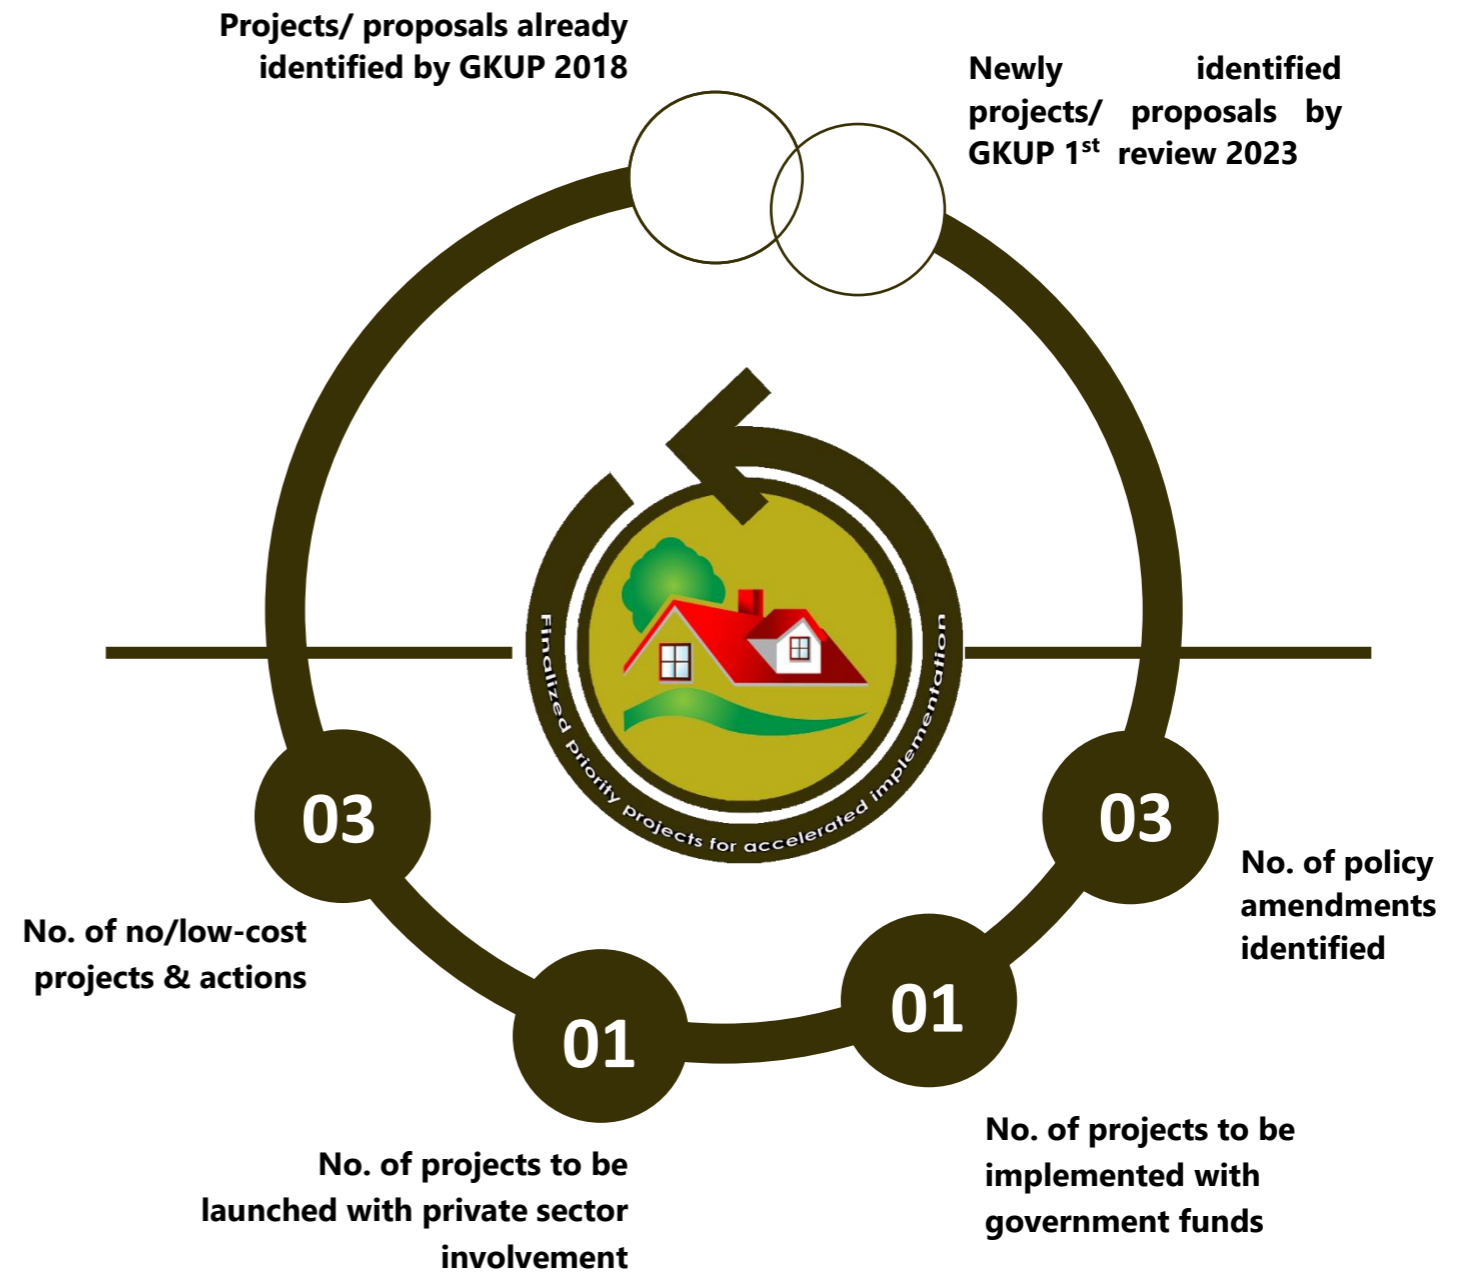 Projects/ proposals already
identified by GKUP 2018
Newly identified
projects/ proposals by
GKUP 1st review 2023
Finalized priority projects for accelerated implementation
03
No. of no/low-cost
projects & actions
01
No. of projects to be
launched with private sector
involvement
01
No. of projects to be
implemented with
government funds
03
No. of policy
amendments
identified